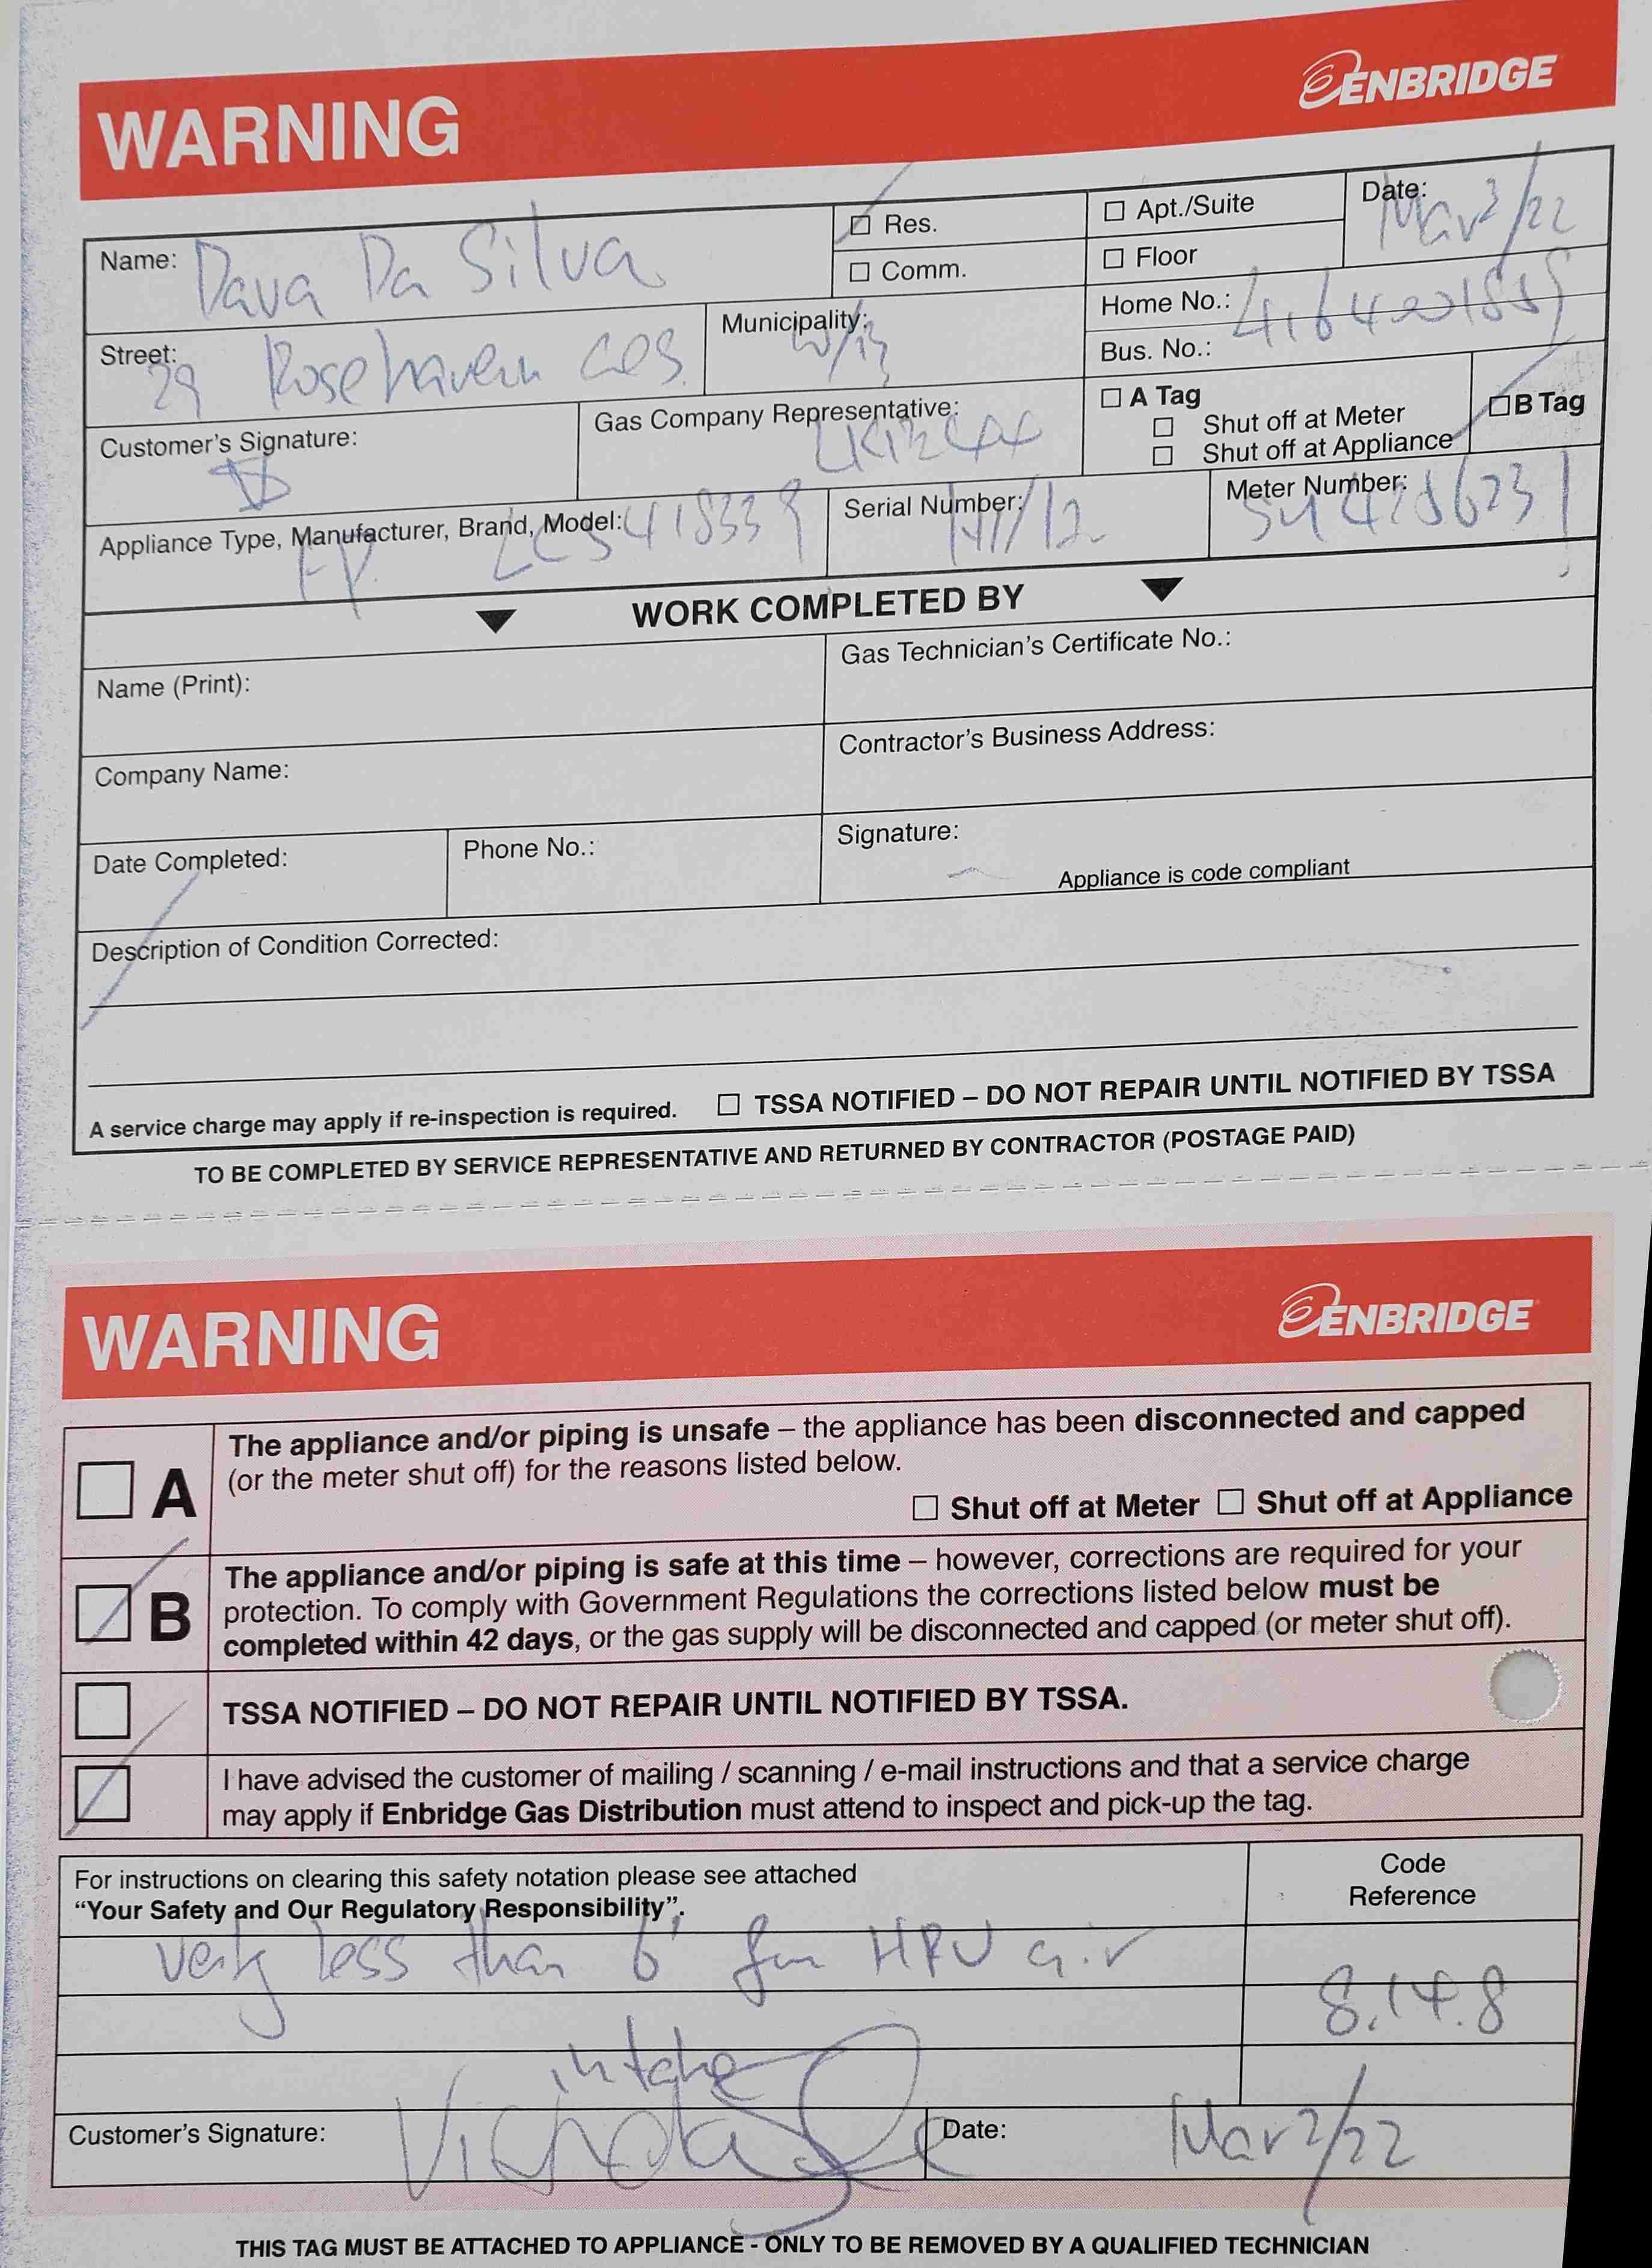 WARNING
ENBRIDGE
Name: Dava Da Silva
Res.
Comm.
Apt./Suite
Floor
Date: Mar 2/22
Street: 29 Rosehaven Cres.
Municipality:
Home No.:
Bus. No.:
Customer's Signature:
Gas Company Representative:
A Tag
Shut off at Meter
Shut off at Appliance
B Tag
Appliance Type, Manufacturer, Brand, Model: FP
Serial Number:
Meter Number:
WORK COMPLETED BY
Name (Print):
Gas Technician's Certificate No.:
Company Name:
Contractor's Business Address:
Date Completed:
Phone No.:
Signature:
Appliance is code compliant
Description of Condition Corrected:
A service charge may apply if re-inspection is required.
TSSA NOTIFIED – DO NOT REPAIR UNTIL NOTIFIED BY TSSA
TO BE COMPLETED BY SERVICE REPRESENTATIVE AND RETURNED BY CONTRACTOR (POSTAGE PAID)
WARNING
ENBRIDGE
A
The appliance and/or piping is unsafe – the appliance has been disconnected and capped
(or the meter shut off) for the reasons listed below.
Shut off at Meter
Shut off at Appliance
B
The appliance and/or piping is safe at this time – however, corrections are required for your
protection. To comply with Government Regulations the corrections listed below must be
completed within 42 days, or the gas supply will be disconnected and capped (or meter shut off).
TSSA NOTIFIED – DO NOT REPAIR UNTIL NOTIFIED BY TSSA.
I have advised the customer of mailing / scanning / e-mail instructions and that a service charge
may apply if Enbridge Gas Distribution must attend to inspect and pick-up the tag.
For instructions on clearing this safety notation please see attached
"Your Safety and Our Regulatory Responsibility".
Code
Reference
less than 6' for HRV air
8.14.8
intake
Customer's Signature:
Date: Mar 2/22
THIS TAG MUST BE ATTACHED TO APPLIANCE - ONLY TO BE REMOVED BY A QUALIFIED TECHNICIAN